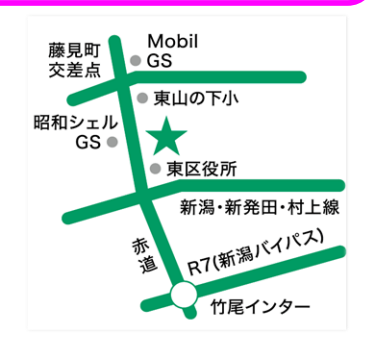 藤見町
交差点
Mobil
GS
東山の下小
昭和シェル
GS
東区役所
新潟・新発田・村上線
赤道
R7(新潟バイパス)
竹尾インター